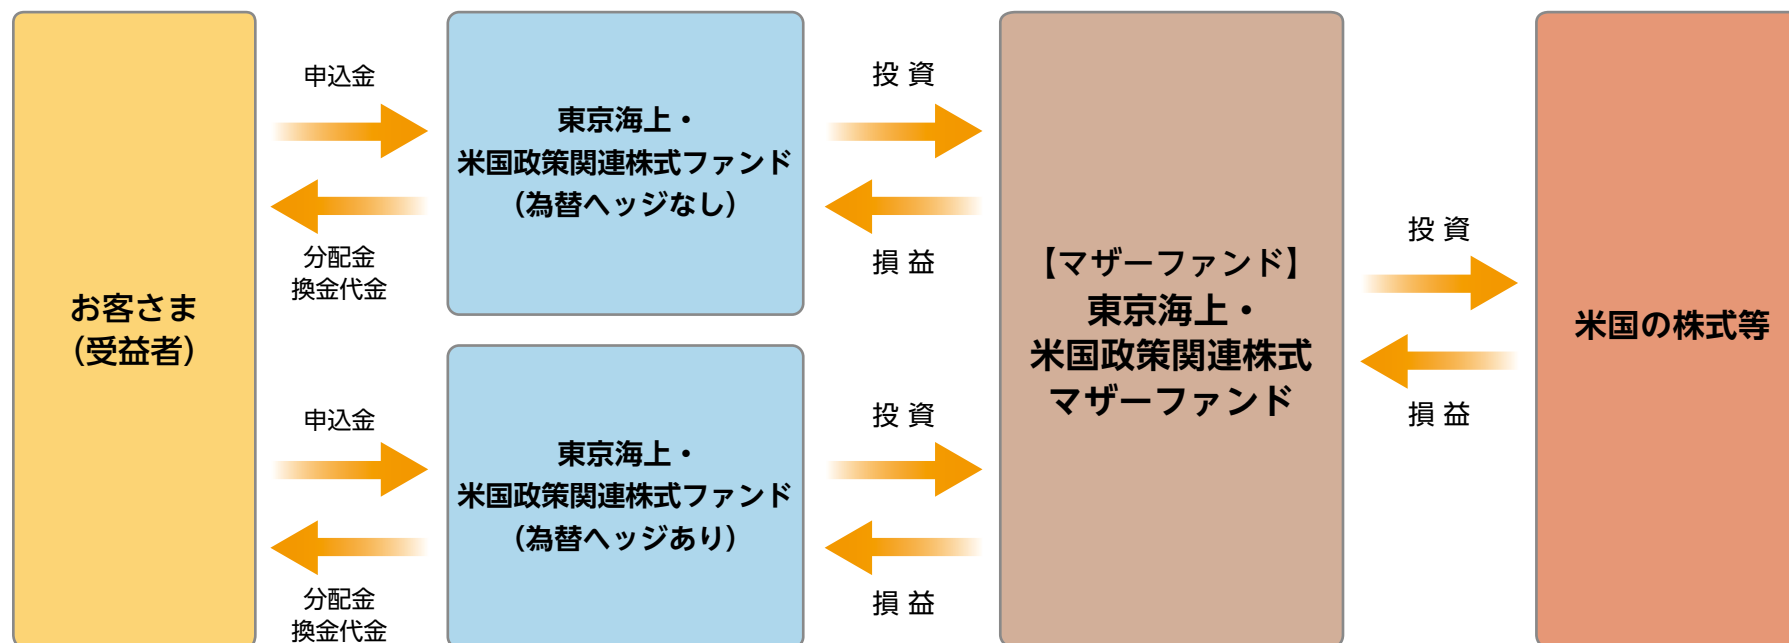 お客さま
（受益者）
申込金
分配金
換金代金
東京海上・
米国政策関連株式ファンド
（為替ヘッジなし）
投 資
損 益
申込金
分配金
換金代金
東京海上・
米国政策関連株式ファンド
（為替ヘッジあり）
投 資
損 益
【マザーファンド】
東京海上・
米国政策関連株式
マザーファンド
投 資
損 益
米国の株式等